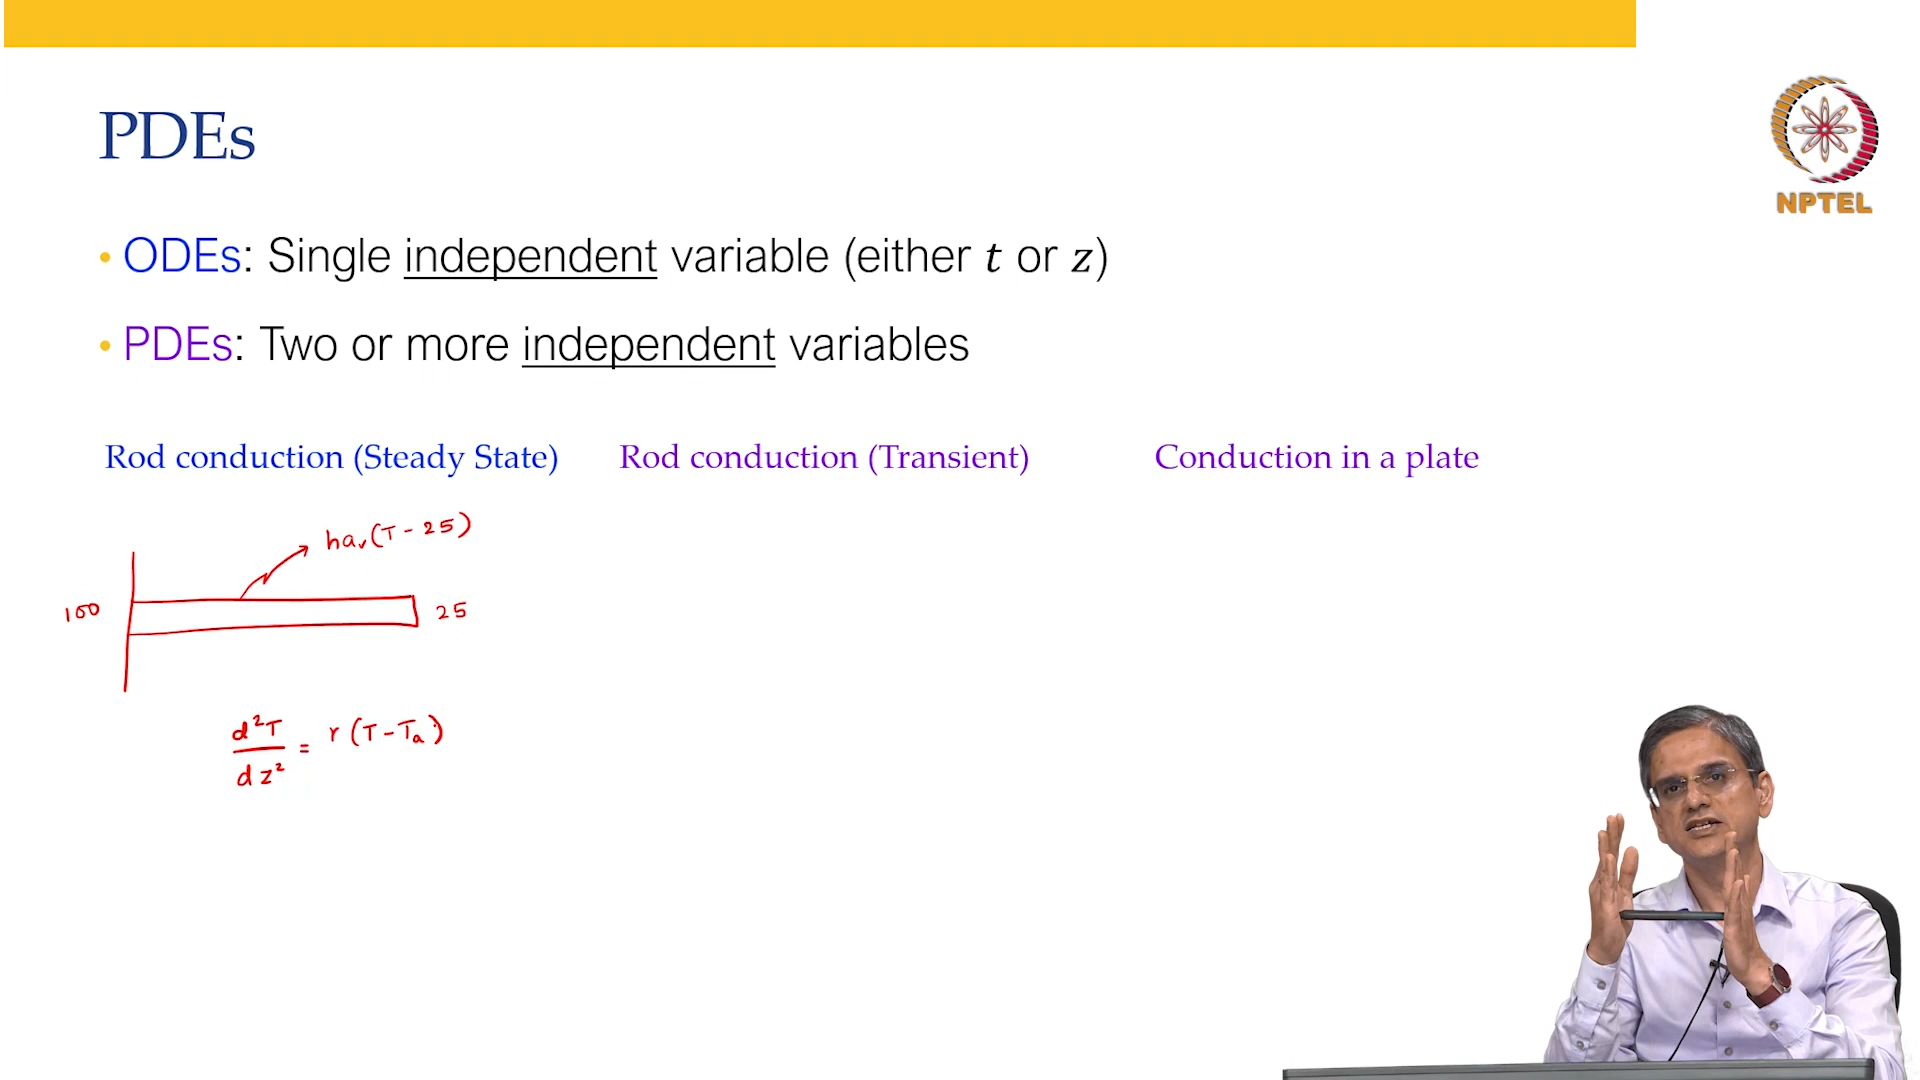 PDEs
NPTEL
• ODEs: Single independent variable (either t or z)
• PDEs: Two or more independent variables
Rod conduction (Steady State)
Rod conduction (Transient)
Conduction in a plate
haᵥ(T - 25)
100
25
d²T
dz²
= r (T - Tₐ)